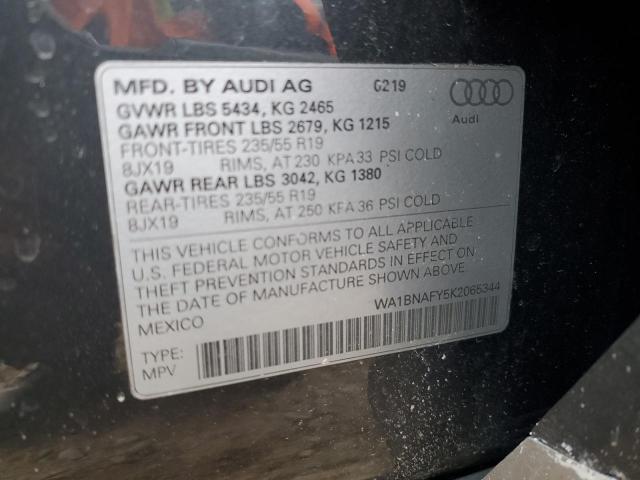 MFD. BY AUDI AG 0219
GVWR LBS 5434, KG 2465
GAWR FRONT LBS 2679, KG 1215
FRONT-TIRES 235/55 R19
8JX19 RIMS, AT 230 KPA 33 PSI COLD
GAWR REAR LBS 3042, KG 1380
REAR-TIRES 235/55 R19
8JX19 RIMS, AT 250 KPA 36 PSI COLD
Audi
THIS VEHICLE CONFORMS TO ALL APPLICABLE
U.S. FEDERAL MOTOR VEHICLE SAFETY AND
THEFT PREVENTION STANDARDS IN EFFECT ON
THE DATE OF MANUFACTURE SHOWN ABOVE.
MEXICO WA1BNAFY5K2065344
TYPE:
MPV